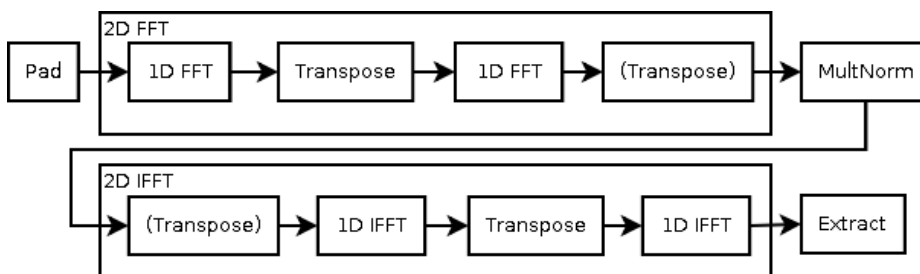 2D FFT
Pad
1D FFT
Transpose
1D FFT
(Transpose)
MultNorm
2D IFFT
(Transpose)
1D IFFT
Transpose
1D IFFT
Extract